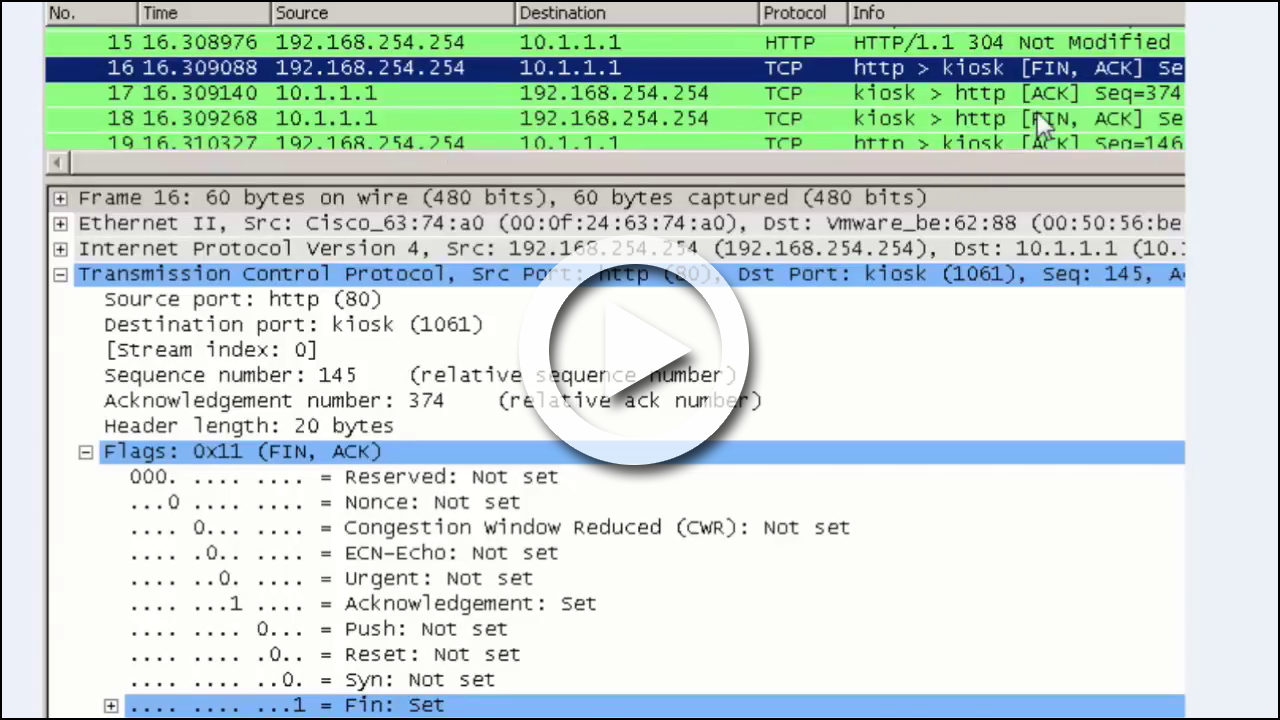 No. Time Source Destination Protocol Info
15 16.308976 192.168.254.254 10.1.1.1 HTTP HTTP/1.1 304 Not Modified
16 16.309088 192.168.254.254 10.1.1.1 TCP http > kiosk [FIN, ACK] Se
17 16.309140 10.1.1.1 192.168.254.254 TCP kiosk > http [ACK] Seq=374
18 16.309268 10.1.1.1 192.168.254.254 TCP kiosk > http [FIN, ACK] Se
19 16.310327 192.168.254.254 10.1.1.1 TCP http > kiosk [ACK] Seq=146
Frame 16: 60 bytes on wire (480 bits), 60 bytes captured (480 bits)
Ethernet II, Src: Cisco_63:74:a0 (00:0f:24:63:74:a0), Dst: Vmware_be:62:88 (00:50:56:be
Internet Protocol Version 4, Src: 192.168.254.254 (192.168.254.254), Dst: 10.1.1.1 (10.1
Transmission Control Protocol, Src Port: http (80), Dst Port: kiosk (1061), Seq: 145, A
Source port: http (80)
Destination port: kiosk (1061)
[Stream index: 0]
Sequence number: 145 (relative sequence number)
Acknowledgement number: 374 (relative ack number)
Header length: 20 bytes
Flags: 0x11 (FIN, ACK)
000. .... .... = Reserved: Not set
...0 .... .... = Nonce: Not set
.... 0... .... = Congestion Window Reduced (CWR): Not set
.... .0.. .... = ECN-Echo: Not set
.... ..0. .... = Urgent: Not set
.... ...1 .... = Acknowledgement: Set
.... .... 0... = Push: Not set
.... .... .0.. = Reset: Not set
.... .... ..0. = Syn: Not set
.... .... ...1 = Fin: Set